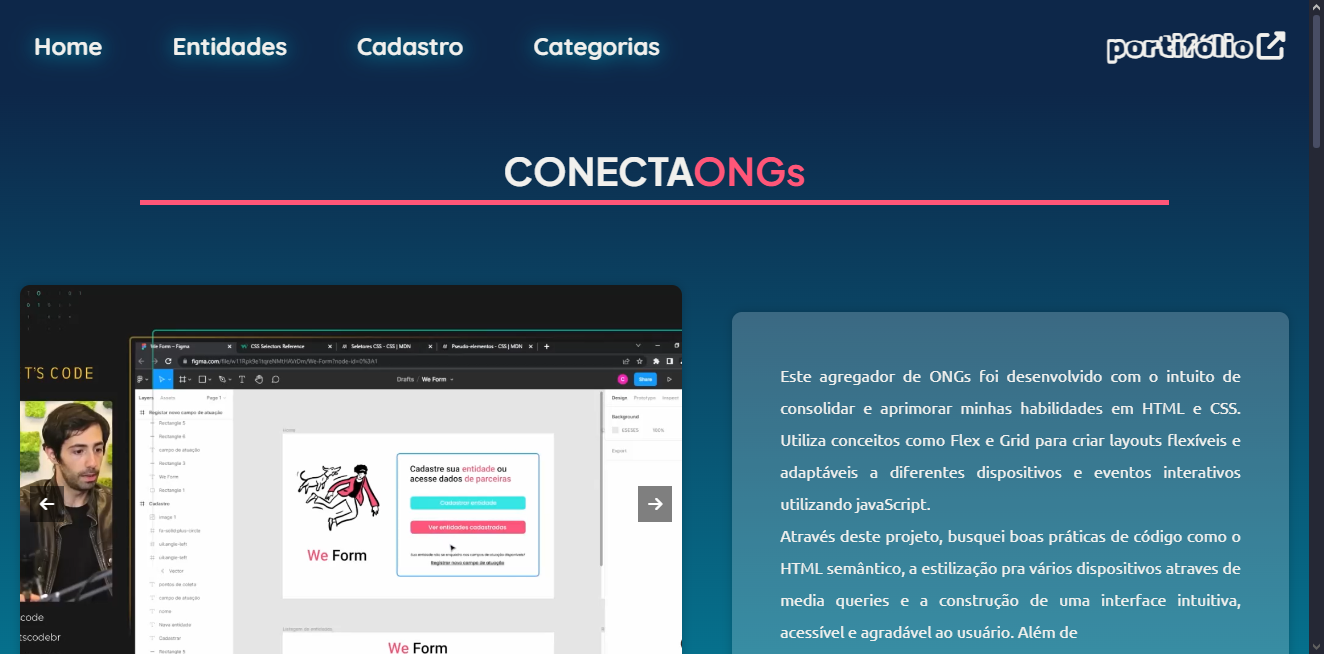 Home Entidades Cadastro Categorias portifólio
CONECTAONGs
T'S CODE
We Form – Figma
CSS Selectors Reference
Seletores CSS - CSS | MDN
Pseudo-elementos - CSS | MDN
Drafts / We Form
Share
Layers Assets Page 1
Design Prototype Inspect
Registrar novo campo de atuação
Rectangle 5
Rectangle 6
campo de atuação
Rectangle 3
We Form
Rectangle 1
Cadastro
image 1
uil:angle-left
uil:angle-left
Vector
pontos de coleta
campo de atuação
nome
Nova entidade
Cadastrar
Rectangle 5
Background
E5E5E5 100%
Export
Cadastre sua entidade ou
acesse dados de parceiras
Cadastrar entidade
Ver entidades cadastradas
Registrar novo campo de atuação
We Form
We Form
code
tscodebr
Este agregador de ONGs foi desenvolvido com o intuito de
consolidar e aprimorar minhas habilidades em HTML e CSS.
Utiliza conceitos como Flex e Grid para criar layouts flexíveis e
adaptáveis a diferentes dispositivos e eventos interativos
utilizando javaScript.
Através deste projeto, busquei boas práticas de código como o
HTML semântico, a estilização pra vários dispositivos atraves de
media queries e a construção de uma interface intuitiva,
acessível e agradável ao usuário. Além de